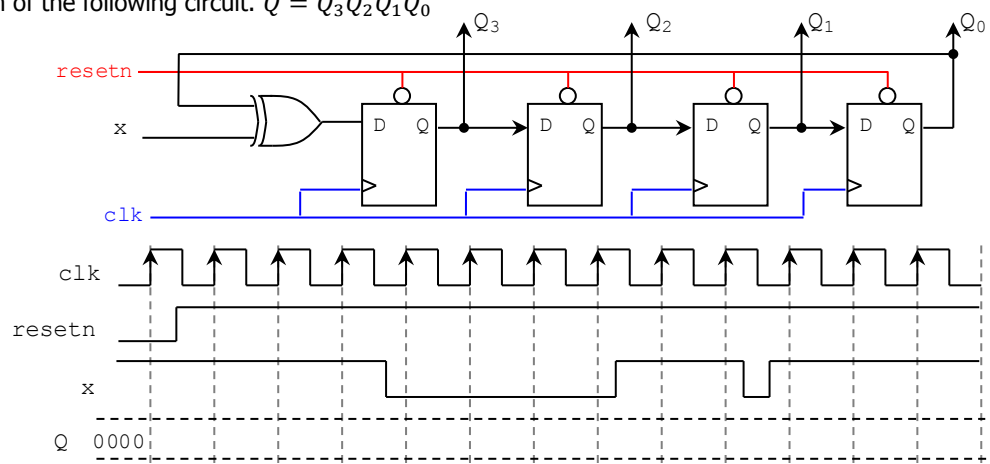 n of the following circuit. Q = Q₃Q₂Q₁Q₀
Q₃ Q₂ Q₁ Q₀
resetn
x
D Q D Q D Q D Q
clk
clk
resetn
x
Q 0000